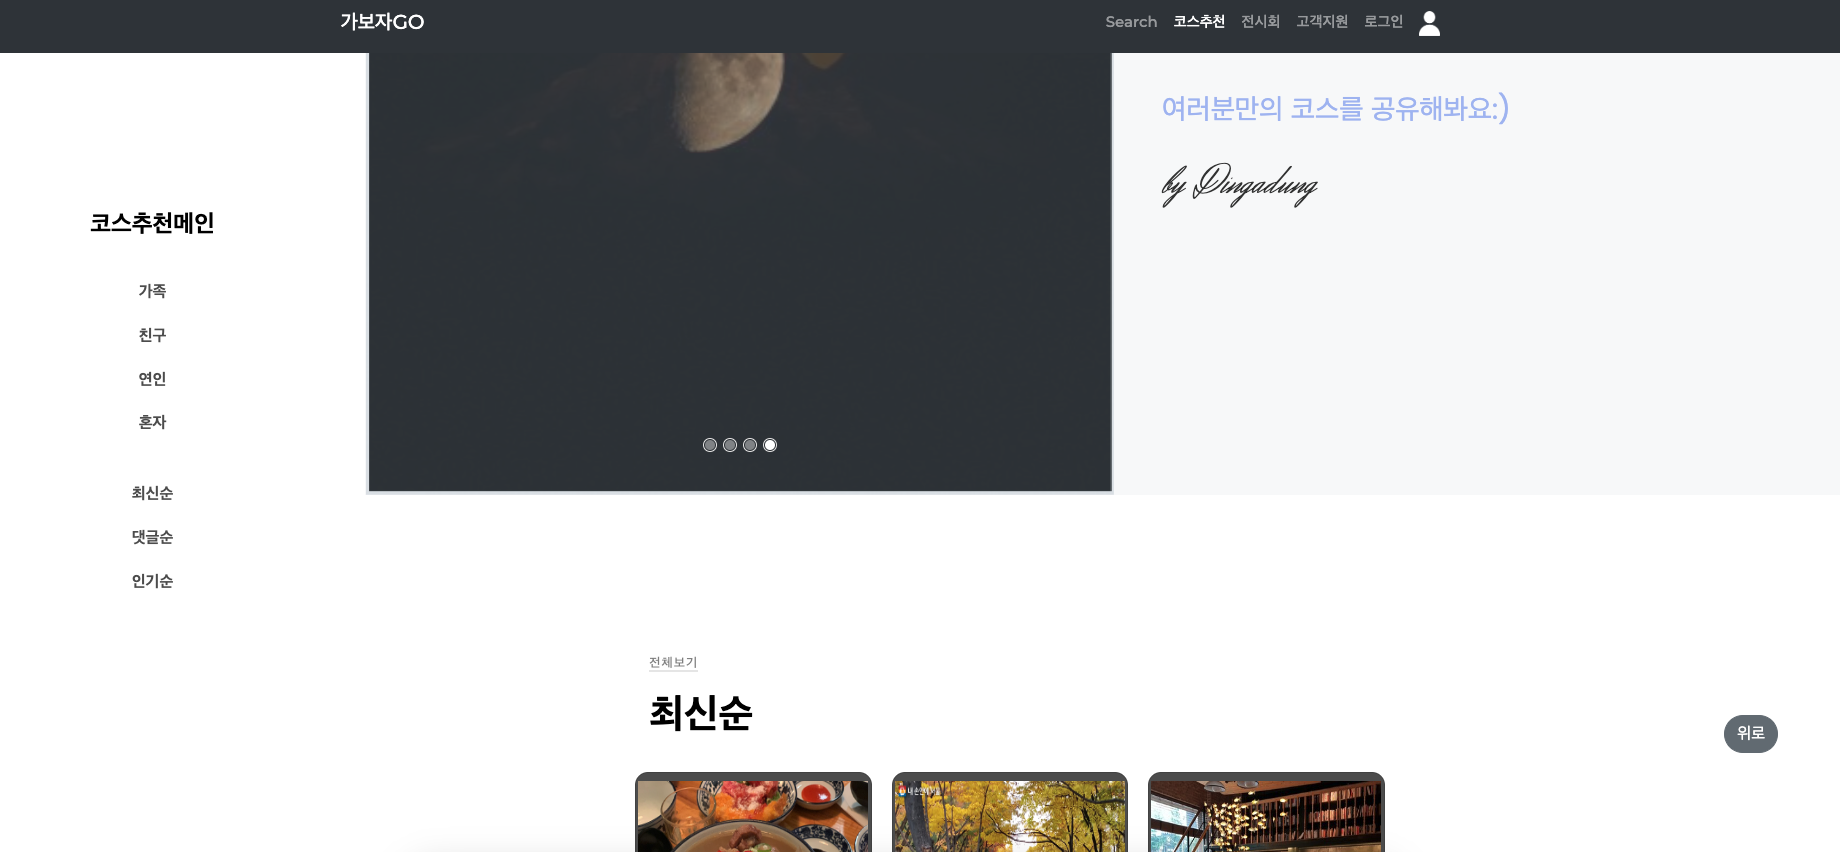 가보자GO
Search 코스추천 전시회 고객지원 로그인
여러분만의 코스를 공유해봐요:)
by Dingadung
코스추천메인
가족
친구
연인
혼자
최신순
댓글순
인기순
전체보기
최신순
위로